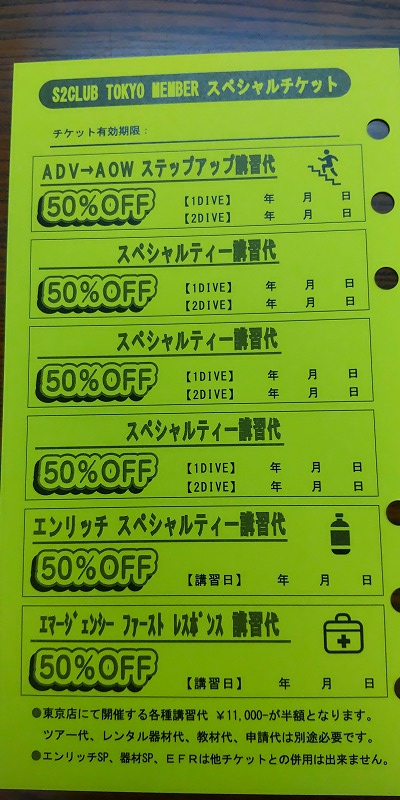 S2CLUB TOKYO MEMBER スペシャルチケット
チケット有効期限：
ADV→AOW ステップアップ講習代
50%OFF
【1DIVE】 年 月 日
【2DIVE】 年 月 日
スペシャルティー講習代
50%OFF
【1DIVE】 年 月 日
【2DIVE】 年 月 日
スペシャルティー講習代
50%OFF
【1DIVE】 年 月 日
【2DIVE】 年 月 日
スペシャルティー講習代
50%OFF
【1DIVE】 年 月 日
【2DIVE】 年 月 日
エンリッチ スペシャルティー講習代
50%OFF
【講習日】 年 月 日
ｴﾏｰｼﾞｪﾝｼｰ ﾌｧｰｽﾄ ﾚｽﾎﾟﾝｽ 講習代
50%OFF
【講習日】 年 月 日
●東京店にて開催する各種講習代 ￥11,000-が半額となります。
ツアー代、レンタル器材代、教材代、申請代は別途必要です。
●エンリッチSP、器材SP、ＥＦＲは他チケットとの併用は出来ません。